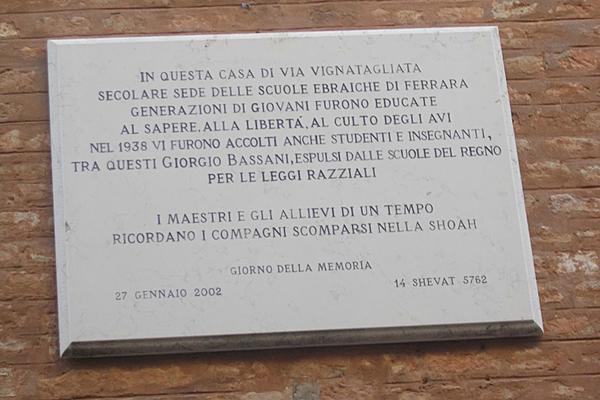 IN QUESTA CASA DI VIA VIGNATAGLIATA
SECOLARE SEDE DELLE SCUOLE EBRAICHE DI FERRARA
GENERAZIONI DI GIOVANI FURONO EDUCATE
AL SAPERE, ALLA LIBERTÀ, AL CULTO DEGLI AVI
NEL 1938 VI FURONO ACCOLTI ANCHE STUDENTI E INSEGNANTI,
TRA QUESTI GIORGIO BASSANI, ESPULSI DALLE SCUOLE DEL REGNO
PER LE LEGGI RAZZIALI
I MAESTRI E GLI ALLIEVI DI UN TEMPO
RICORDANO I COMPAGNI SCOMPARSI NELLA SHOAH
GIORNO DELLA MEMORIA
27 GENNAIO 2002 14 SHEVAT 5762